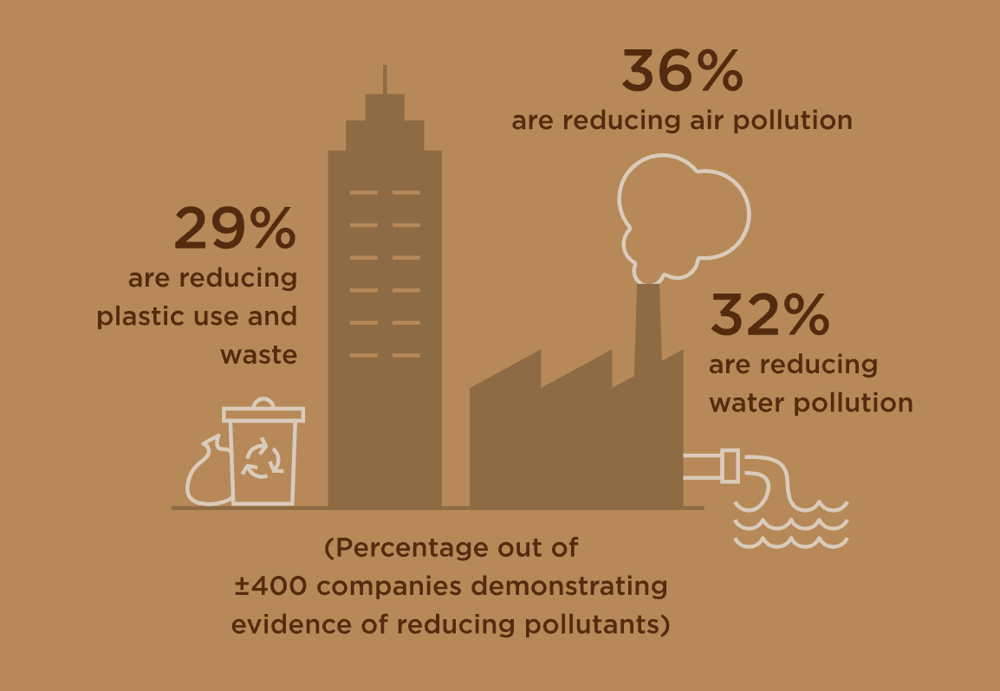 36%
are reducing air pollution
29%
are reducing
plastic use and
waste
32%
are reducing
water pollution
(Percentage out of
±400 companies demonstrating
evidence of reducing pollutants)